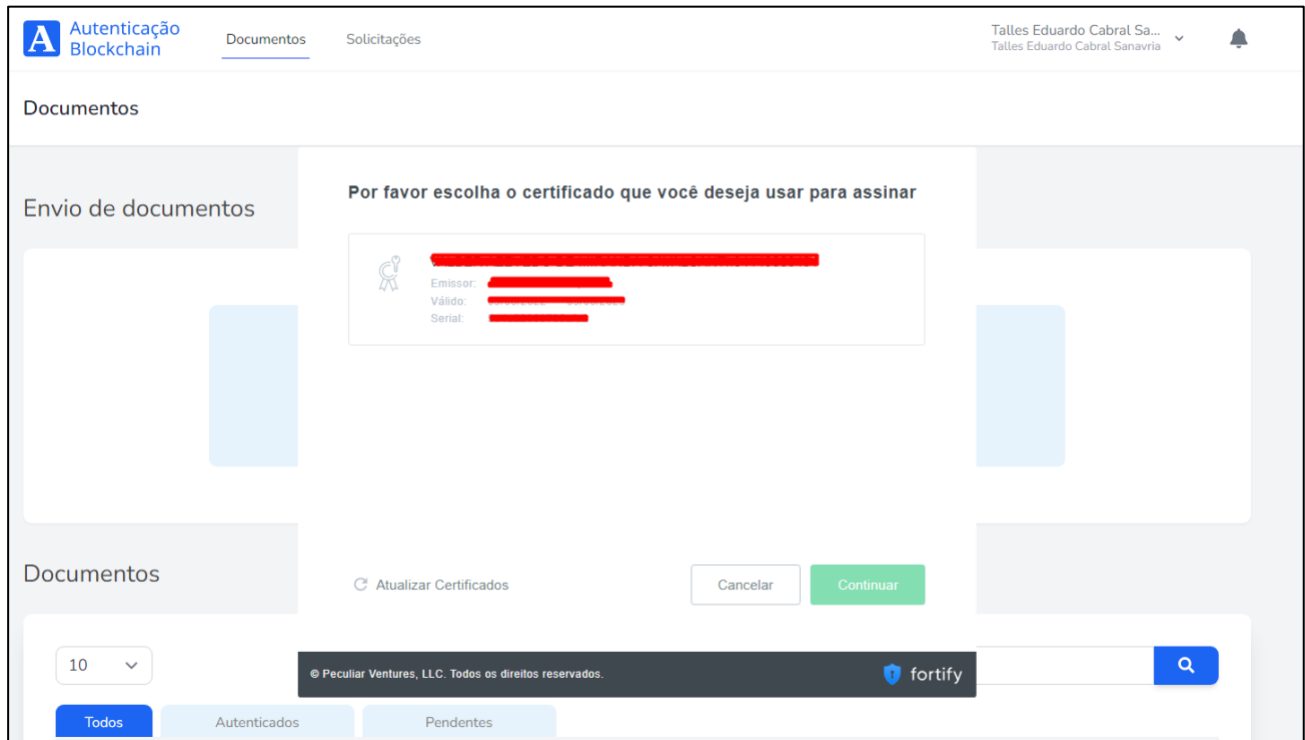 A Autenticação
Blockchain
Documentos
Solicitações
Talles Eduardo Cabral Sa...
Talles Eduardo Cabral Sanavria
Documentos
Envio de documentos
Por favor escolha o certificado que você deseja usar para assinar
Emissor:
Válido:
Serial:
Atualizar Certificados
Cancelar
Continuar
Documentos
10
© Peculiar Ventures, LLC. Todos os direitos reservados.
fortify
Todos
Autenticados
Pendentes